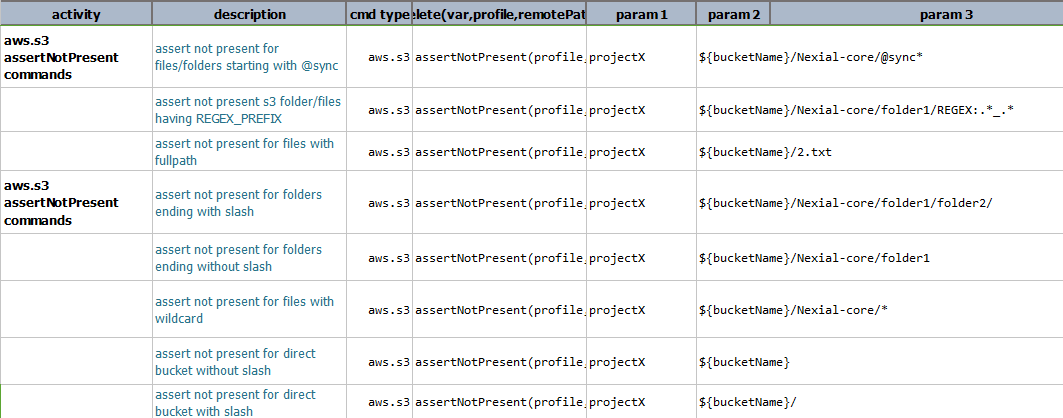 activity description cmd type elete(var,profile,remotePat param 1 param 2 param 3
aws.s3
assertNotPresent
commands
assert not present for
files/folders starting with @sync
aws.s3 assertNotPresent(profile, projectX ${bucketName}/Nexial-core/@sync*
assert not present s3 folder/files
having REGEX_PREFIX
aws.s3 assertNotPresent(profile, projectX ${bucketName}/Nexial-core/folder1/REGEX:.*_.*
assert not present for files with
fullpath
aws.s3 assertNotPresent(profile, projectX ${bucketName}/2.txt
aws.s3
assertNotPresent
commands
assert not present for folders
ending with slash
aws.s3 assertNotPresent(profile, projectX ${bucketName}/Nexial-core/folder1/folder2/
assert not present for folders
ending without slash
aws.s3 assertNotPresent(profile, projectX ${bucketName}/Nexial-core/folder1
assert not present for files with
wildcard
aws.s3 assertNotPresent(profile, projectX ${bucketName}/Nexial-core/*
assert not present for direct
bucket without slash
aws.s3 assertNotPresent(profile, projectX ${bucketName}
assert not present for direct
bucket with slash
aws.s3 assertNotPresent(profile, projectX ${bucketName}/